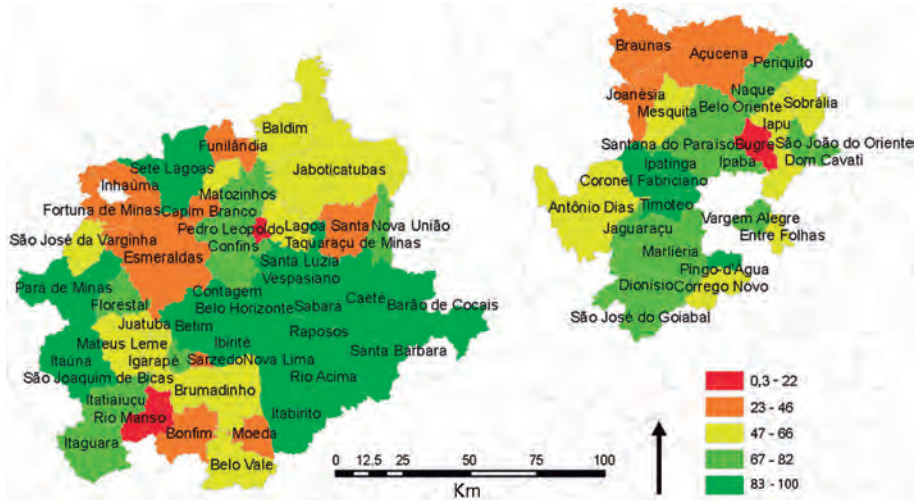 Braúnas
Açucena
Periquito
Joanésia
Naque
Mesquita
Belo Oriente
Sobrália
Iapu
Santana do Paraíso
Bugre
São João do Oriente
Ipatinga
Ipaba
Dom Cavati
Coronel Fabriciano
Antônio Dias
Timoteo
Vargem Alegre
Jaguaraçu
Entre Folhas
Marliéria
Pingo-d'Água
Dionísio
Córrego Novo
São José do Goiabal
Baldim
Funilândia
Sete Lagoas
Jaboticatubas
Inhaúma
Matozinhos
Fortuna de Minas
Capim Branco
Pedro Leopoldo
Lagoa Santa
Nova União
São José da Varginha
Confins
Taquaraçu de Minas
Esmeraldas
Santa Luzia
Vespasiano
Pará de Minas
Contagem
Florestal
Belo Horizonte
Sabara
Caeté
Barão de Cocais
Juatuba
Betim
Raposos
Mateus Leme
Ibirité
Itaúna
Igarapé
Sarzedo
Nova Lima
Santa Bárbara
São Joaquim de Bicas
Rio Acima
Itatiaiuçu
Brumadinho
Rio Manso
Itabirito
Itaguara
Bonfim
Moeda
Belo Vale
0,3 - 22
23 - 46
47 - 66
67 - 82
83 - 100
0 12.5 25 50 75 100
Km